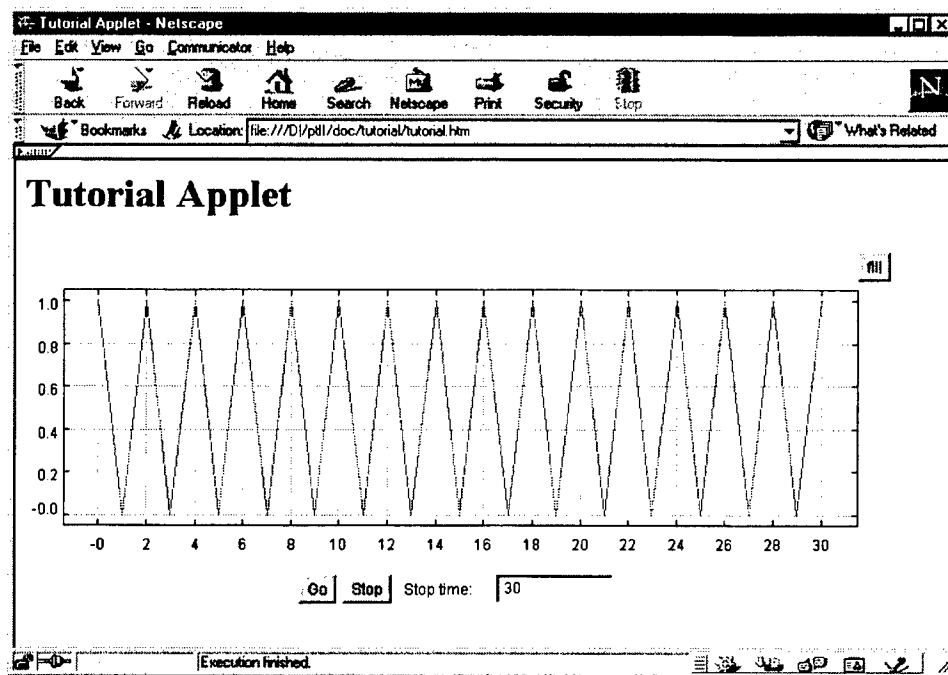 Tutorial Applet - Netscape
File Edit View Go Communicator Help
Back Forward Reload Home Search Netscape Print Security Stop
N
Bookmarks Location: file:///D|/ptII/doc/tutorial/tutorial.htm What's Related
Tutorial Applet
fill
1.0
0.8
0.6
0.4
0.2
-0.0
-0 2 4 6 8 10 12 14 16 18 20 22 24 26 28 30
Go Stop Stop time: 30
Execution finished.